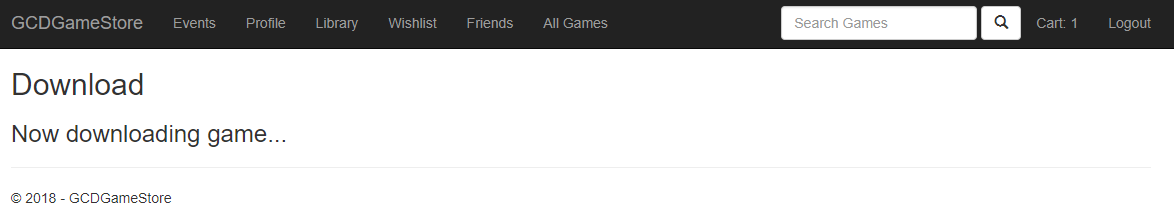 GCDGameStore Events Profile Library Wishlist Friends All Games Search Games Cart: 1 Logout
Download
Now downloading game...
© 2018 - GCDGameStore